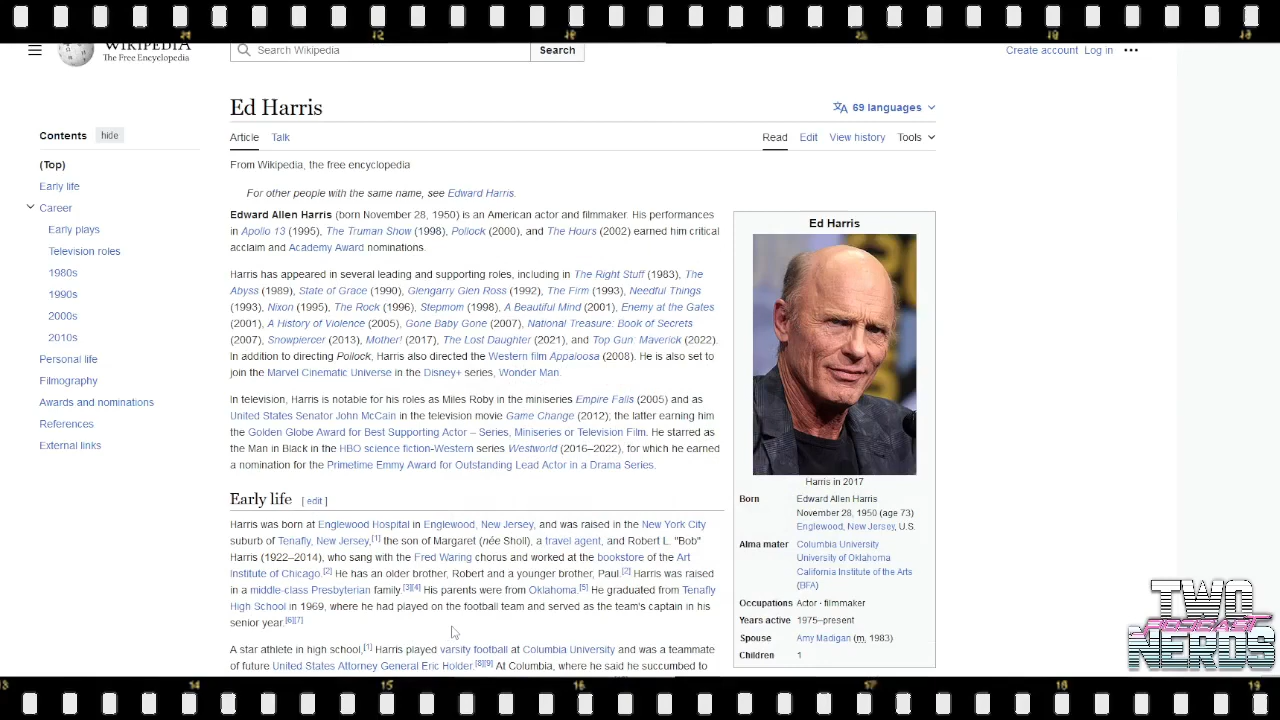 11 12 19 21 10 13
WIKIPEDIA
The Free Encyclopedia
Search Wikipedia Search
Create account Log in
Ed Harris
69 languages
Contents hide
Article Talk Read Edit View history Tools
(Top)
From Wikipedia, the free encyclopedia
Early life
For other people with the same name, see Edward Harris.
Career
Early plays
Television roles
1980s
1990s
2000s
2010s
Personal life
Filmography
Awards and nominations
References
External links
Edward Allen Harris (born November 28, 1950) is an American actor and filmmaker. His performances
in Apollo 13 (1995), The Truman Show (1998), Pollock (2000), and The Hours (2002) earned him critical
acclaim and Academy Award nominations.
Harris has appeared in several leading and supporting roles, including in The Right Stuff (1983), The
Abyss (1989), State of Grace (1990), Glengarry Glen Ross (1992), The Firm (1993), Needful Things
(1993), Nixon (1995), The Rock (1996), Stepmom (1998), A Beautiful Mind (2001), Enemy at the Gates
(2001), A History of Violence (2005), Gone Baby Gone (2007), National Treasure: Book of Secrets
(2007), Snowpiercer (2013), Mother! (2017), The Lost Daughter (2021), and Top Gun: Maverick (2022).
In addition to directing Pollock, Harris also directed the Western film Appaloosa (2008). He is also set to
join the Marvel Cinematic Universe in the Disney+ series, Wonder Man.
In television, Harris is notable for his roles as Miles Roby in the miniseries Empire Falls (2005) and as
United States Senator John McCain in the television movie Game Change (2012); the latter earning him
the Golden Globe Award for Best Supporting Actor – Series, Miniseries or Television Film. He starred as
the Man in Black in the HBO science fiction-Western series Westworld (2016–2022), for which he earned
a nomination for the Primetime Emmy Award for Outstanding Lead Actor in a Drama Series.
Early life [ edit ]
Harris was born at Englewood Hospital in Englewood, New Jersey, and was raised in the New York City
suburb of Tenafly, New Jersey,[1] the son of Margaret (née Sholl), a travel agent, and Robert L. "Bob"
Harris (1922–2014), who sang with the Fred Waring chorus and worked at the bookstore of the Art
Institute of Chicago.[2] He has an older brother, Robert and a younger brother, Paul.[2] Harris was raised
in a middle-class Presbyterian family.[3][4] His parents were from Oklahoma.[5] He graduated from Tenafly
High School in 1969, where he had played on the football team and served as the team's captain in his
senior year.[6][7]
A star athlete in high school,[1] Harris played varsity football at Columbia University and was a teammate
of future United States Attorney General Eric Holder.[8][9] At Columbia, where he said he succumbed to
Ed Harris
Harris in 2017
Born Edward Allen Harris
November 28, 1950 (age 73)
Englewood, New Jersey, U.S.
Alma mater Columbia University
University of Oklahoma
California Institute of the Arts
(BFA)
Occupations Actor · filmmaker
Years active 1975–present
Spouse Amy Madigan (m. 1983)
Children 1
TWO
NERDS
13 14 15 16 17 18 19